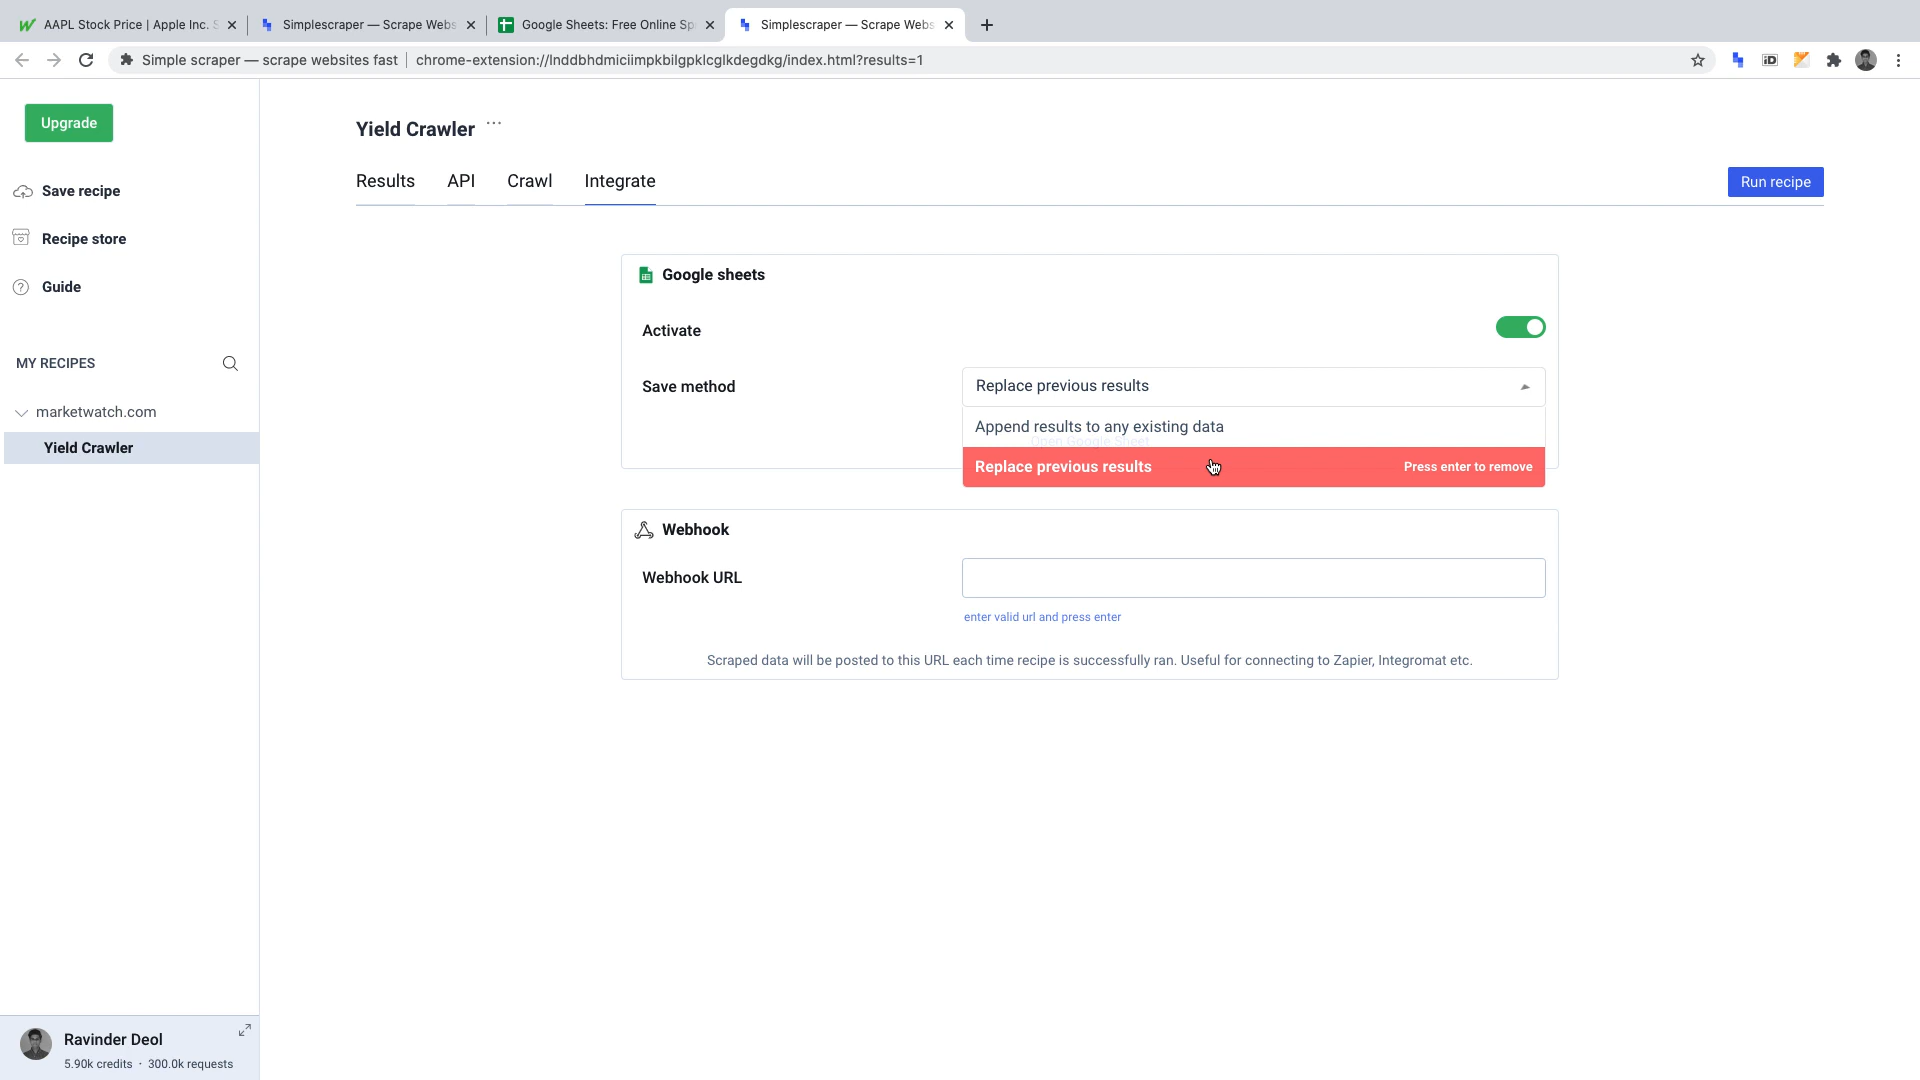 AAPL Stock Price | Apple Inc. S
Simplescraper — Scrape Webs
Google Sheets: Free Online Sp
Simplescraper — Scrape Webs
Simple scraper — scrape websites fast
chrome-extension://lnddbhdmiciimpkbilgpklcglkdegdkg/index.html?results=1
Upgrade
Save recipe
Recipe store
Guide
MY RECIPES
marketwatch.com
Yield Crawler
Ravinder Deol
5.90k credits · 300.0k requests
Yield Crawler ...
Results API Crawl Integrate
Run recipe
Google sheets
Activate
Save method
Replace previous results
Append results to any existing data
Open Google Sheet
Replace previous results
Press enter to remove
Webhook
Webhook URL
enter valid url and press enter
Scraped data will be posted to this URL each time recipe is successfully ran. Useful for connecting to Zapier, Integromat etc.